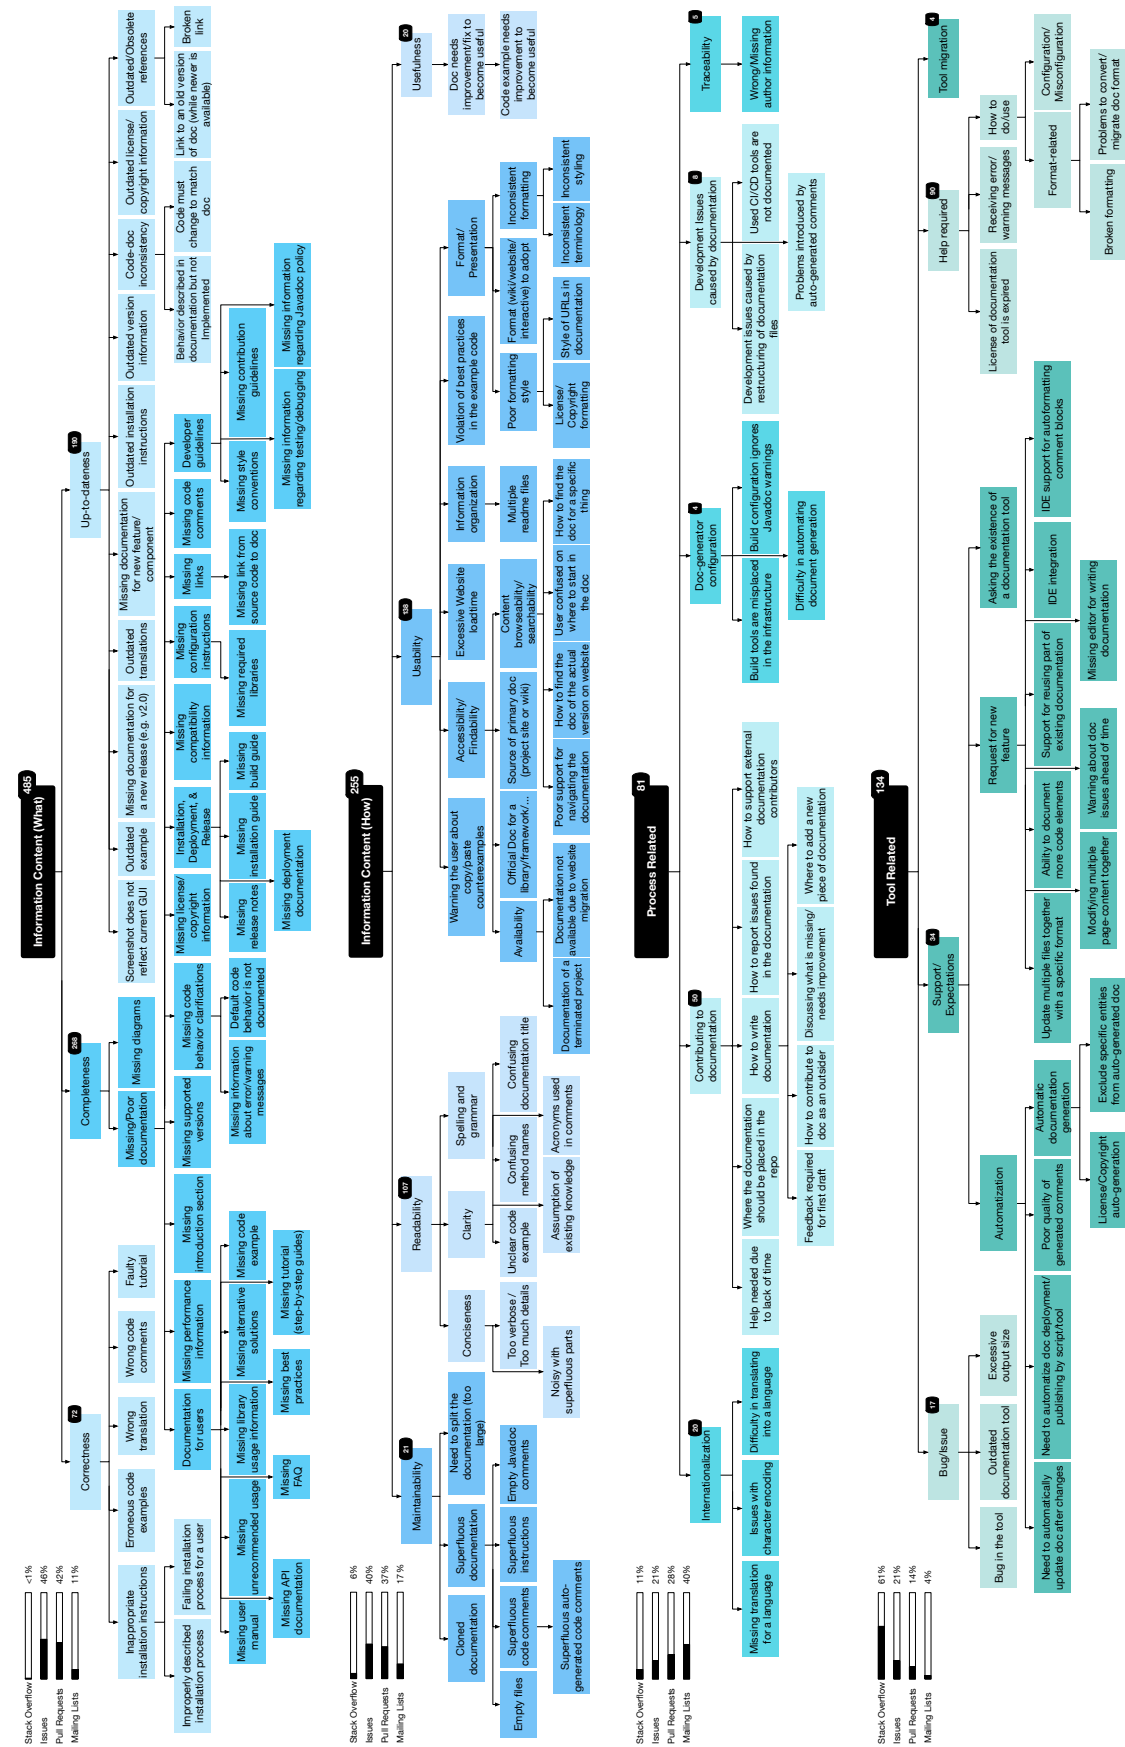 Information Content (What)
485
Stack Overflow
<1%
Issues
46%
Pull Requests
42%
Mailing Lists
11%
Correctness
72
Completeness
268
Up-to-dateness
190
Inappropriate
installation instructions
Erroneous code
examples
Wrong
translation
Wrong code
comments
Faulty
tutorial
Missing/Poor
documentation
Missing diagrams
Screenshot does not
reflect current GUI
Outdated
example
Missing documentation for
a new release (e.g. v2.0)
Outdated
translations
Missing documentation
for new feature/
component
Outdated installation
instructions
Outdated version
information
Code-doc
inconsistency
Outdated license/
copyright information
Outdated/Obsolete
references
Improperly described
installation process
Failing installation
process for a user
Documentation
for users
Missing performance
information
Missing
introduction section
Missing supported
versions
Missing code
behavior clarifications
Missing license/
copyright
information
Installation,
Deployment, &
Release
Missing
compatibility
information
Missing
configuration
instructions
Missing
links
Missing code
comments
Developer
guidelines
Behavior described in
documentation but not
Implemented
Code must
change to match
doc
Link to an old version
of doc (while newer is
available)
Broken
link
Missing user
manual
Missing
unrecommended usage
Missing library
usage information
Missing alternative
solutions
Missing code
example
Missing information
about error/warning
messages
Default code
behavior is not
documented
Missing
release notes
Missing
installation guide
Missing
build guide
Missing required
libraries
Missing link from
source code to doc
Missing style
conventions
Missing contribution
guidelines
Missing API
documentation
Missing
FAQ
Missing best
practices
Missing tutorial
(step-by-step guides)
Missing deployment
documentation
Missing information
regarding testing/debugging
Missing information
regarding Javadoc policy
Information Content (How)
255
Stack Overflow
6%
Issues
40%
Pull Requests
37%
Mailing Lists
17%
Maintainability
21
Readability
107
Usability
138
Usefulness
20
Cloned
documentation
Superfluous
documentation
Need to split the
documentation (too
large)
Conciseness
Clarity
Spelling and
grammar
Warning the user about
copy/paste
counterexamples
Accessibility/
Findability
Excessive Website
loadtime
Information
organization
Violation of best practices
in the example code
Format/
Presentation
Doc needs
improvement/fix to
become useful
Empty files
Superfluous
code comments
Superfluous
instructions
Empty Javadoc
comments
Too verbose /
Too much details
Unclear code
example
Confusing
method names
Confusing
documentation title
Availability
Official Doc for a
library/framework/...
Source of primary doc
(project site or wiki)
Content
browseability/
searchability
Multiple
readme files
Poor formatting
style
Format (wiki/website/
interactive) to adopt
Inconsistent
formatting
Code example needs
improvement to
become useful
Superfluous auto-
generated code comments
Noisy with
superfluous parts
Assumption of
existing knowledge
Acronyms used
in comments
Documentation of a
terminated project
Documentation not
available due to website
migration
Poor support for
navigating the
documentation
How to find the
doc of the actual
version on website
User confused on
where to start in
the doc
How to find the
doc for a specific
thing
License/
Copyright
formatting
Style of URLs in
documentation
Inconsistent
terminology
Inconsistent
styling
Process Related
81
Stack Overflow
11%
Issues
21%
Pull Requests
28%
Mailing Lists
40%
Internationalization
20
Contributing to
documentation
50
Doc-generator
configuration
4
Development Issues
caused by documentation
8
Traceability
5
Missing translation
for a language
Issues with
character encoding
Difficulty in translating
into a language
Help needed due
to lack of time
Where the documentation
should be placed in the
repo
How to write
documentation
How to report issues found
in the documentation
How to support external
documentation
contributors
Build tools are misplaced
in the infrastructure
Build configuration ignores
Javadoc warnings
Development issues caused by
restructuring of documentation
files
Used CI/CD tools are
not documented
Wrong/Missing
author information
Feedback required
for first draft
How to contribute to
doc as an outsider
Discussing what is missing/
needs improvement
Where to add a new
piece of documentation
Difficulty in automating
document generation
Problems introduced by
auto-generated comments
Tool Related
134
Stack Overflow
61%
Issues
21%
Pull Requests
14%
Mailing Lists
4%
Bug/Issue
17
Support/
Expectations
34
Help required
90
Tool migration
4
Bug in the tool
Outdated
documentation tool
Excessive
output size
Automatization
Request for new
feature
Asking the existence of
a documentation tool
License of documentation
tool is expired
Receiving error/
warning messages
How to
do/use
Need to automatically
update doc after changes
Need to automatize doc deployment/
publishing by script/tool
Poor quality of
generated comments
Automatic
documentation
generation
Update multiple files together
with a specific format
Ability to document
more code elements
Support for reusing part of
existing documentation
IDE integration
IDE support for autoformatting
comment blocks
Format-related
Configuration/
Misconfiguration
License/Copyright
auto-generation
Exclude specific entities
from auto-generated doc
Modifying multiple
page-content together
Warning about doc
issues ahead of time
Missing editor for writing
documentation
Broken formatting
Problems to convert/
migrate doc format